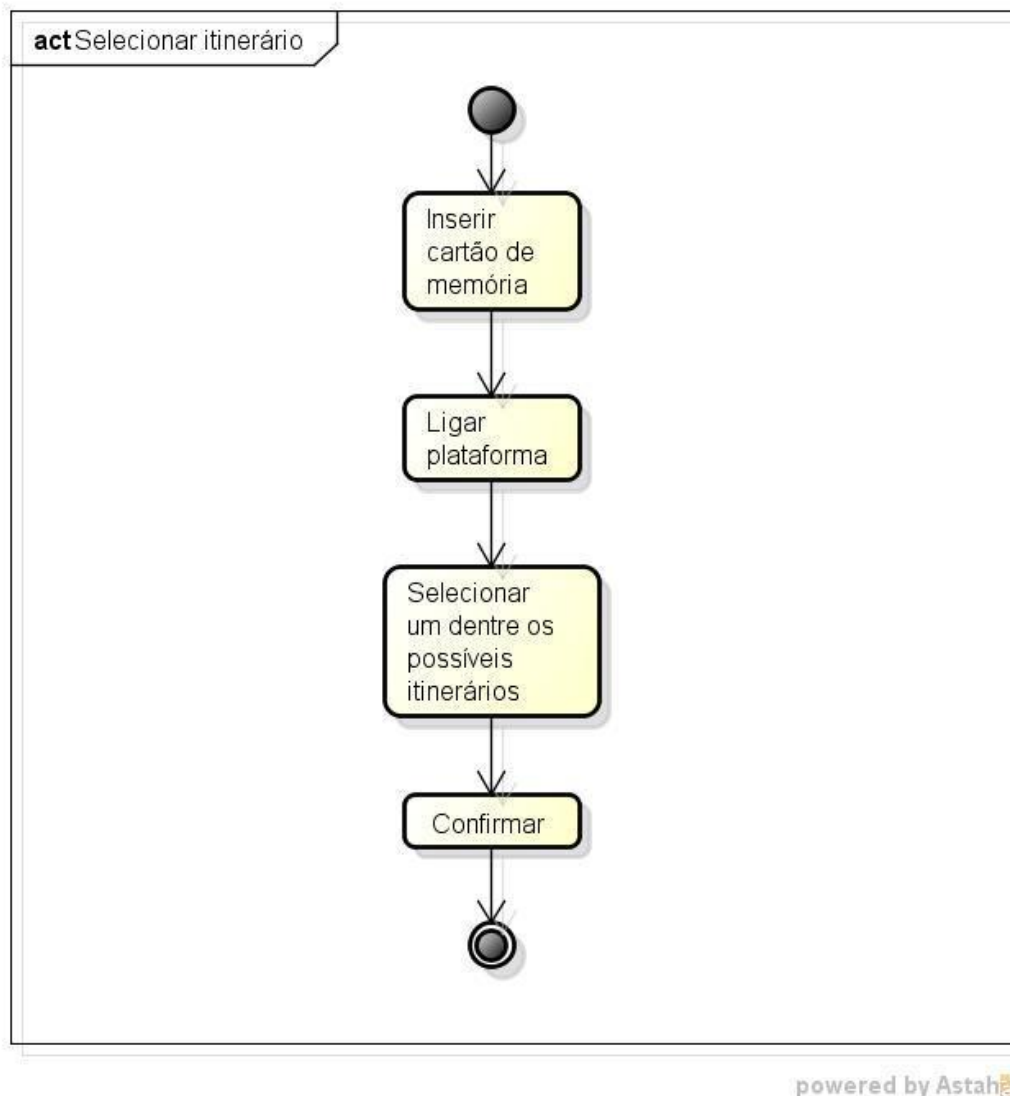 act Selecionar itinerário
Inserir
cartão de
memória
Ligar
plataforma
Selecionar
um dentre os
possíveis
itinerários
Confirmar
powered by Astah